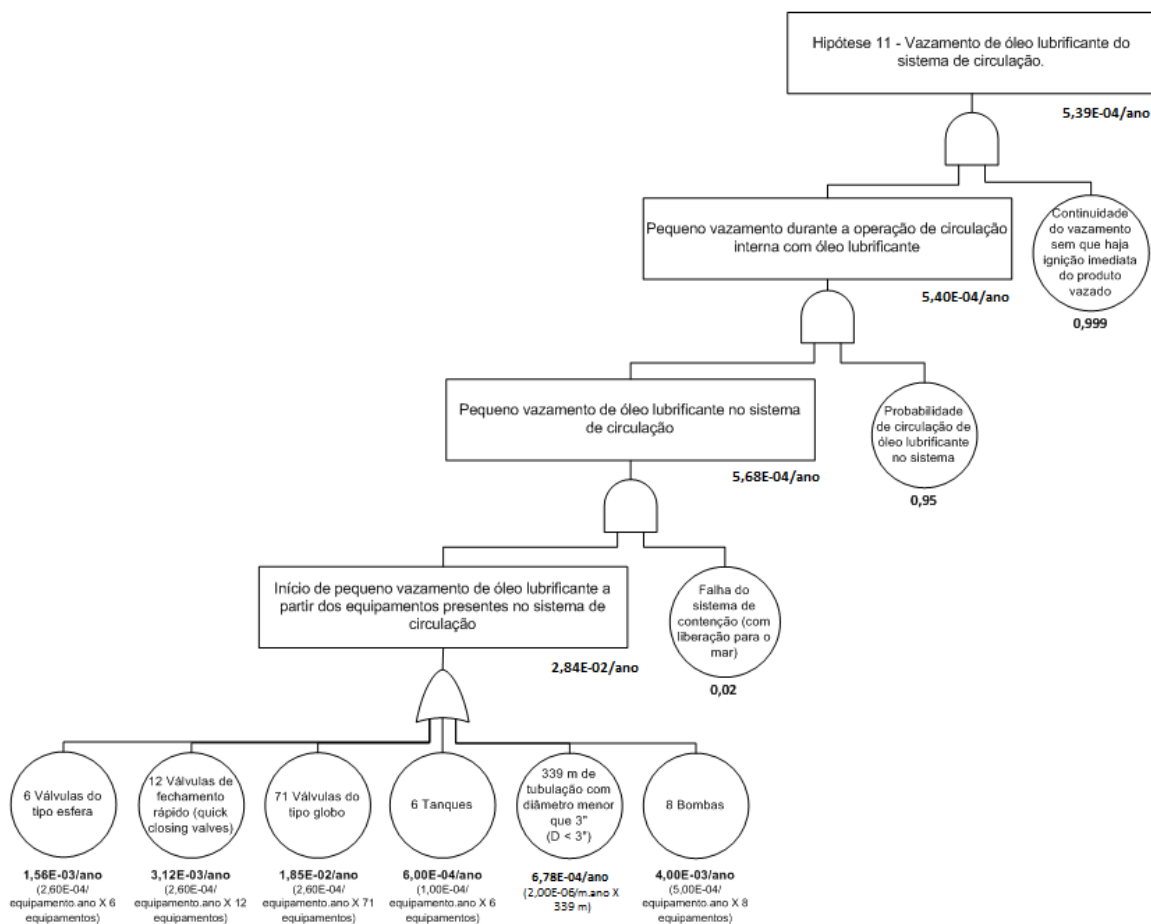 Hipótese 11 - Vazamento de óleo lubrificante do
sistema de circulação.
5,39E-04/ano
Pequeno vazamento durante a operação de circulação
interna com óleo lubrificante
5,40E-04/ano
Continuidade
do vazamento
sem que haja
ignição imediata
do produto
vazado
0,999
Pequeno vazamento de óleo lubrificante no sistema
de circulação
5,68E-04/ano
Probabilidade
de circulação de
óleo lubrificante
no sistema
0,95
Início de pequeno vazamento de óleo lubrificante a
partir dos equipamentos presentes no sistema de
circulação
2,84E-02/ano
Falha do
sistema de
contenção (com
liberação para o
mar)
0,02
6 Válvulas do
tipo esfera
1,56E-03/ano
(2,60E-04/
equipamento.ano X 6
equipamentos)
12 Válvulas de
fechamento
rápido (quick
closing valves)
3,12E-03/ano
(2,60E-04/
equipamento.ano X 12
equipamentos)
71 Válvulas do
tipo globo
1,85E-02/ano
(2,60E-04/
equipamento.ano X 71
equipamentos)
6 Tanques
6,00E-04/ano
(1,00E-04/
equipamento.ano X 6
equipamentos)
339 m de
tubulação com
diâmetro menor
que 3"
(D < 3")
6,78E-04/ano
(2,00E-06/m.ano X
339 m)
8 Bombas
4,00E-03/ano
(5,00E-04/
equipamento.ano X 8
equipamentos)